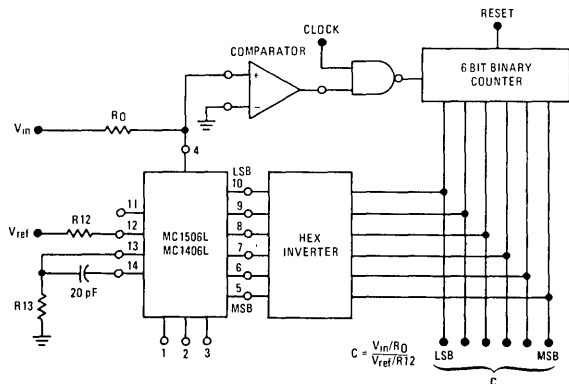 RESET
CLOCK
COMPARATOR
6 BIT BINARY
COUNTER
+
−
Vin
RO
4
LSB
10
9
8
7
6
5
MSB
11
Vref
R12
12
13
14
20 pF
R13
MC1506L
MC1406L
HEX
INVERTER
1 2 3
C = Vin/RO
Vref/R12
LSB MSB
C